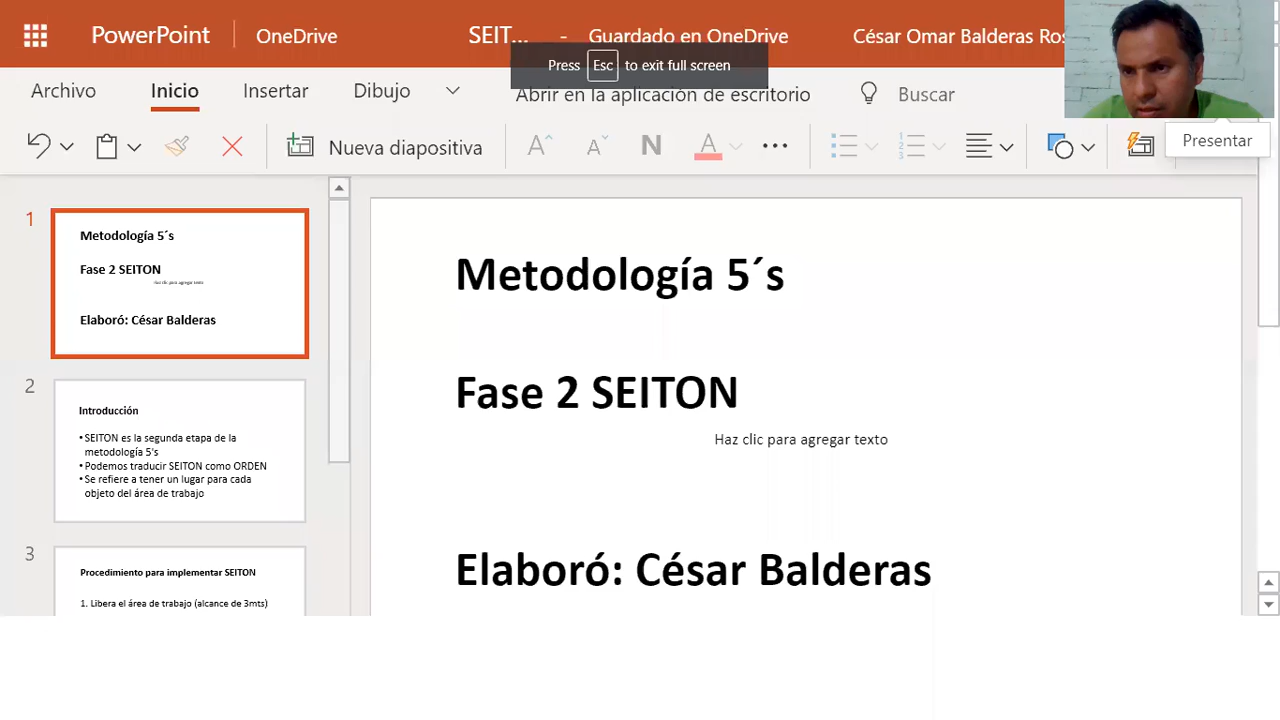 PowerPoint OneDrive SEIT... - Guardado en OneDrive César Omar Balderas Ros
Press Esc to exit full screen
Archivo Inicio Insertar Dibujo Abrir en la aplicación de escritorio Buscar
Presentar
Nueva diapositiva A A N A ...
1
Metodología 5´s
Fase 2 SEITON
Haz clic para agregar texto
Elaboró: César Balderas
2
Introducción
•SEITON es la segunda etapa de la
metodología 5's
•Podemos traducir SEITON como ORDEN
•Se refiere a tener un lugar para cada
objeto del área de trabajo
3
Procedimiento para implementar SEITON
1. Libera el área de trabajo (alcance de 3mts)
Metodología 5´s
Fase 2 SEITON
Haz clic para agregar texto
Elaboró: César Balderas